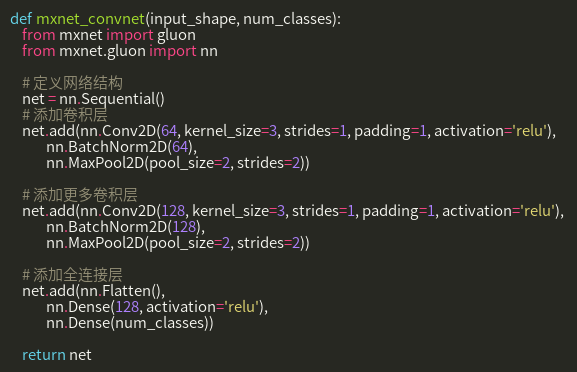 def mxnet_convnet(input_shape, num_classes):
from mxnet import gluon
from mxnet.gluon import nn
# 定义网络结构
net = nn.Sequential()
# 添加卷积层
net.add(nn.Conv2D(64, kernel_size=3, strides=1, padding=1, activation='relu'),
nn.BatchNorm2D(64),
nn.MaxPool2D(pool_size=2, strides=2))
# 添加更多卷积层
net.add(nn.Conv2D(128, kernel_size=3, strides=1, padding=1, activation='relu'),
nn.BatchNorm2D(128),
nn.MaxPool2D(pool_size=2, strides=2))
# 添加全连接层
net.add(nn.Flatten(),
nn.Dense(128, activation='relu'),
nn.Dense(num_classes))
return net